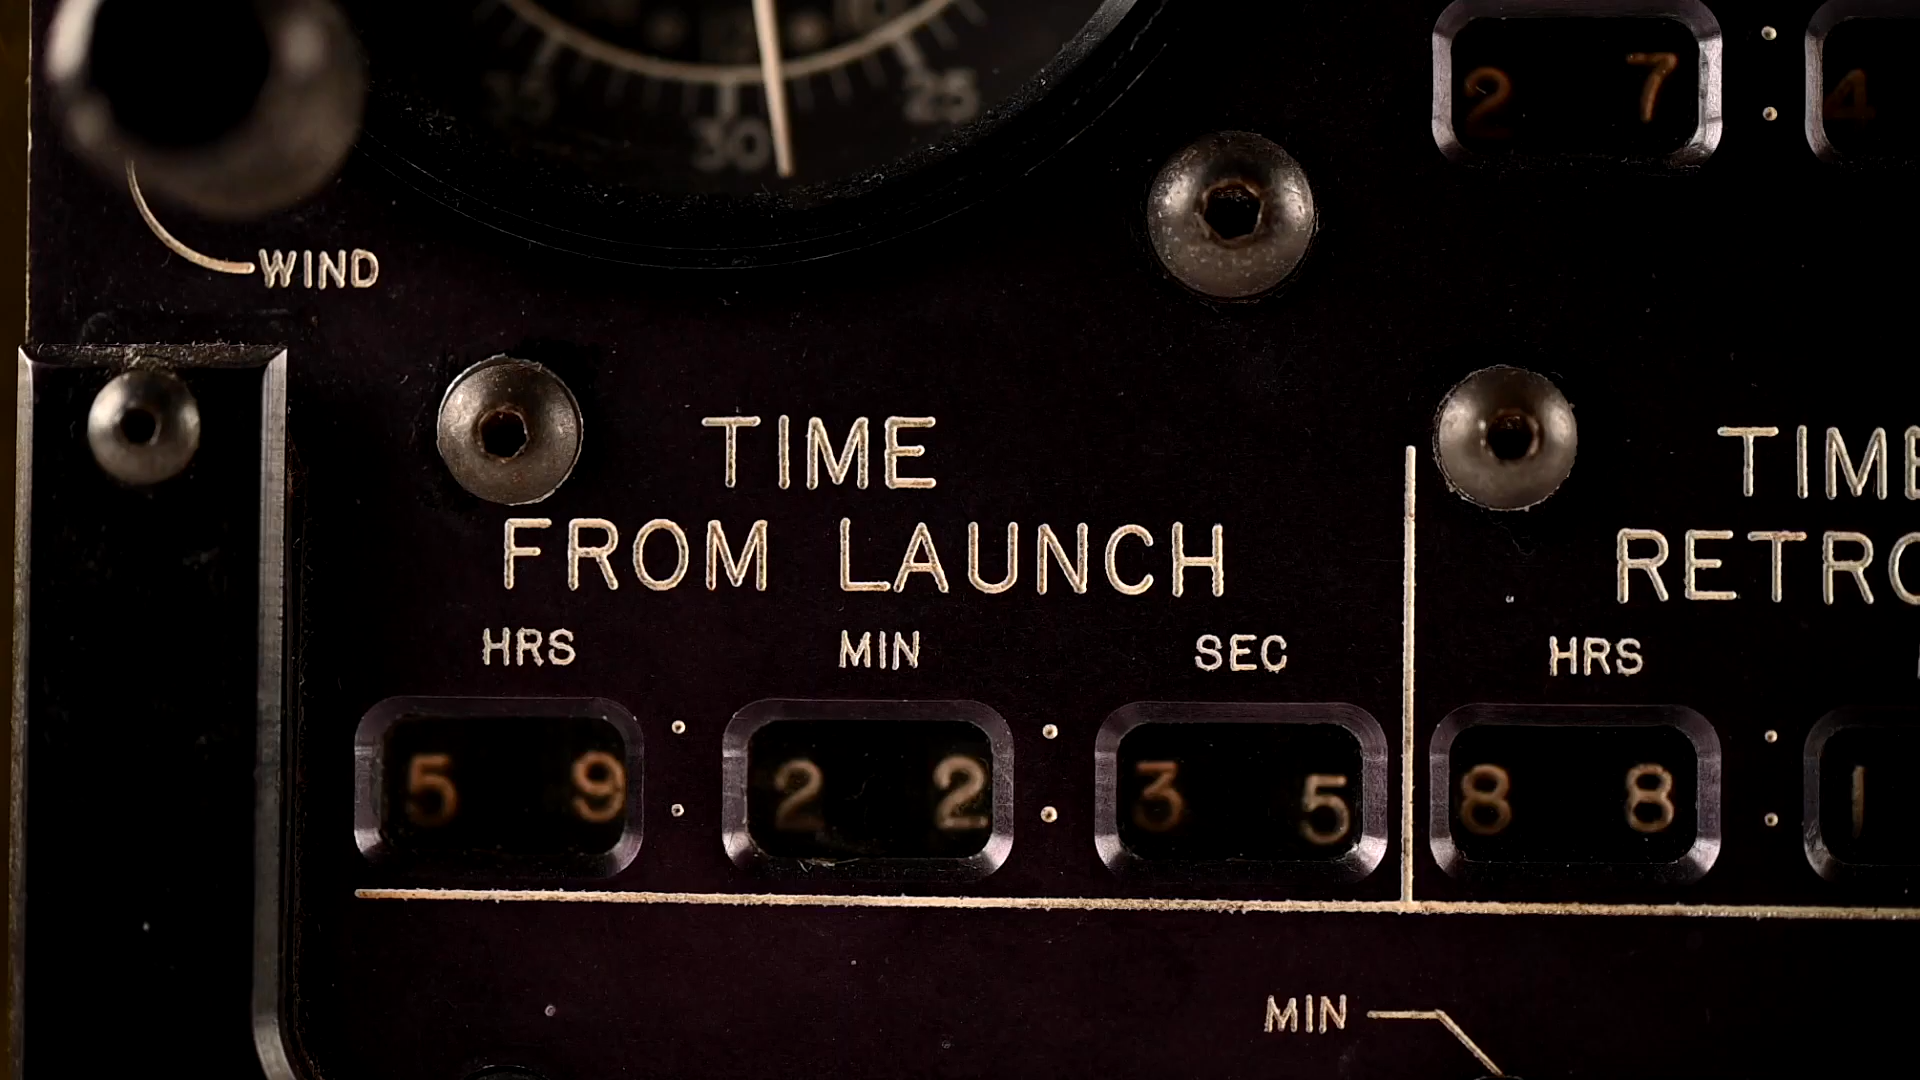 35 30 25
2 7 : 4
WIND
TIME
FROM LAUNCH
HRS MIN SEC
5 9 : 2 2 : 3 5
TIME
RETRO
HRS
8 8 : 1
MIN